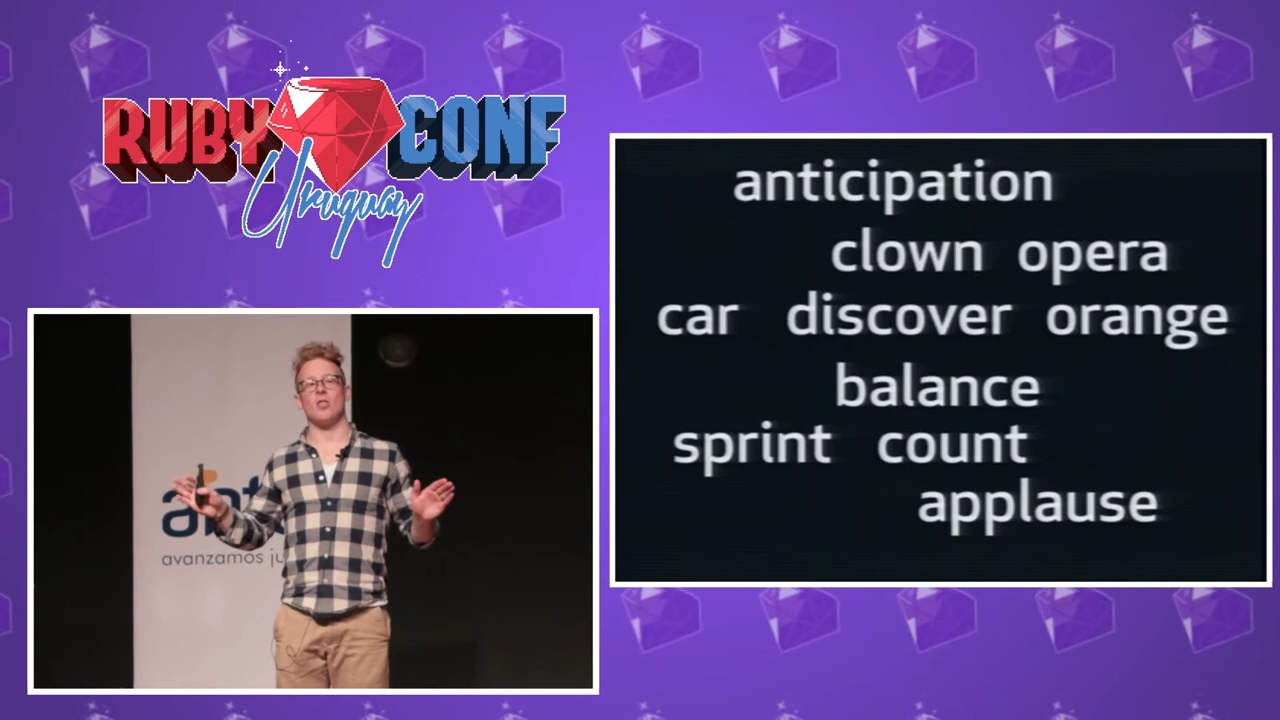 RUBY CONF
Uruguay
anticipation
clown opera
car discover orange
balance
sprint count
applause
avanzamos ju